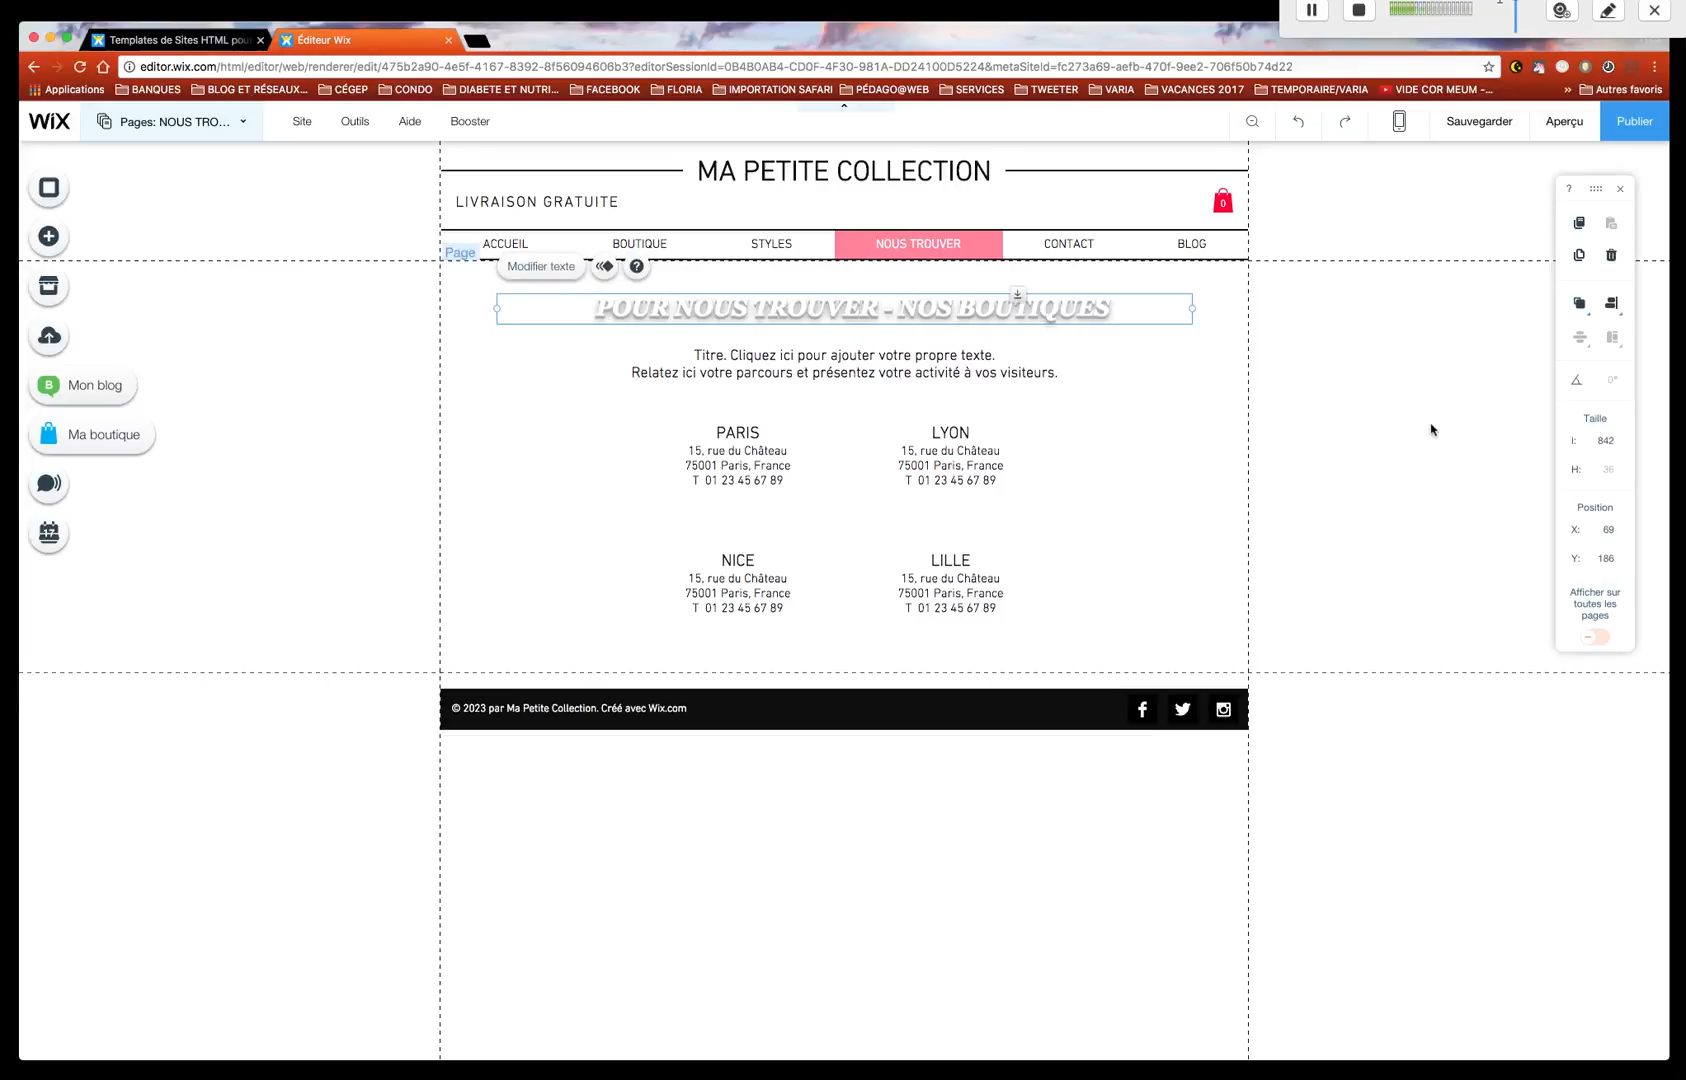 Templates de Sites HTML pou
Éditeur Wix
editor.wix.com/html/editor/web/renderer/edit/475b2a90-4e5f-4167-8392-8f56094606b3?editorSessionId=0B4B0AB4-CD0F-4F30-981A-DD24100D5224&metaSiteId=fc273a69-aefb-470f-9ee2-706f50b74d22
Applications BANQUES BLOG ET RÉSEAUX... CÉGEP CONDO DIABETE ET NUTRI... FACEBOOK FLORIA IMPORTATION SAFARI PÉDAGO@WEB SERVICES TWEETER VARIA VACANCES 2017 TEMPORAIRE/VARIA VIDE COR MEUM -... » Autres favoris
WiX Pages: NOUS TRO... Site Outils Aide Booster Sauvegarder Aperçu Publier
MA PETITE COLLECTION
LIVRAISON GRATUITE 0
ACCUEIL BOUTIQUE STYLES NOUS TROUVER CONTACT BLOG
Page
Modifier texte ?
POUR NOUS TROUVER - NOS BOUTIQUES
Titre. Cliquez ici pour ajouter votre propre texte.
Relatez ici votre parcours et présentez votre activité à vos visiteurs.
PARIS
15, rue du Château
75001 Paris, France
T 01 23 45 67 89
LYON
15, rue du Château
75001 Paris, France
T 01 23 45 67 89
NICE
15, rue du Château
75001 Paris, France
T 01 23 45 67 89
LILLE
15, rue du Château
75001 Paris, France
T 01 23 45 67 89
© 2023 par Ma Petite Collection. Créé avec Wix.com
B Mon blog
Ma boutique
17
?
0°
Taille
l: 842
H: 36
Position
X: 69
Y: 186
Afficher sur
toutes les
pages